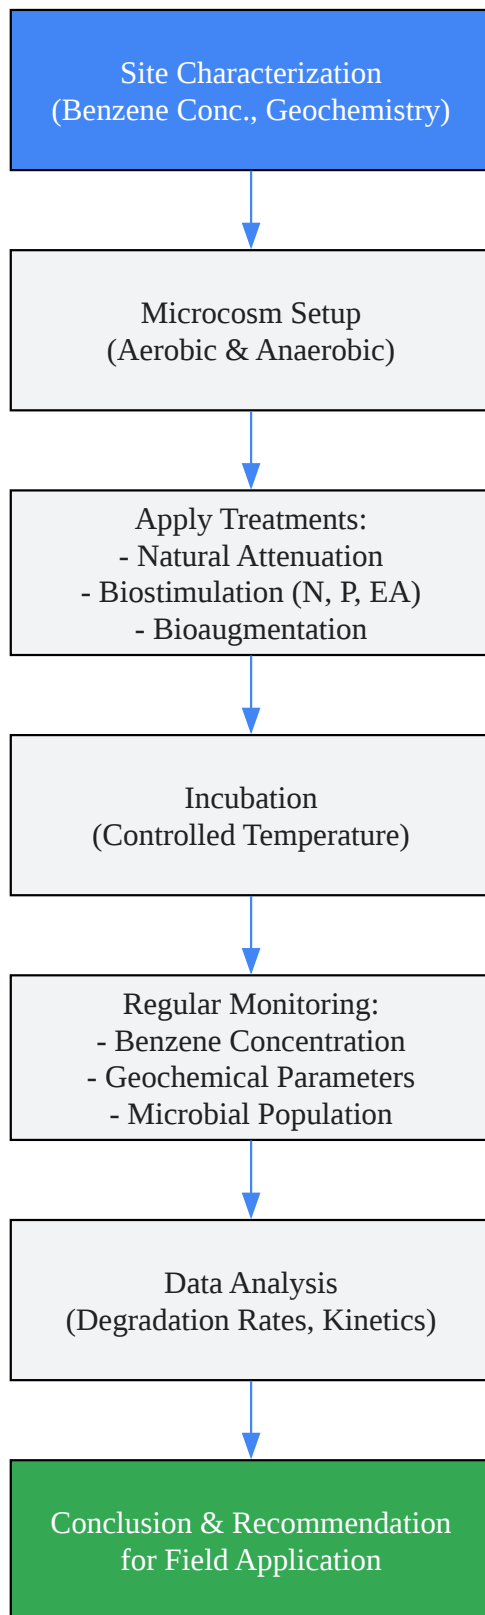 Site Characterization
(Benzene Conc., Geochemistry)
Microcosm Setup
(Aerobic & Anaerobic)
Apply Treatments:
- Natural Attenuation
- Biostimulation (N, P, EA)
- Bioaugmentation
Incubation
(Controlled Temperature)
Regular Monitoring:
- Benzene Concentration
- Geochemical Parameters
- Microbial Population
Data Analysis
(Degradation Rates, Kinetics)
Conclusion & Recommendation
for Field Application